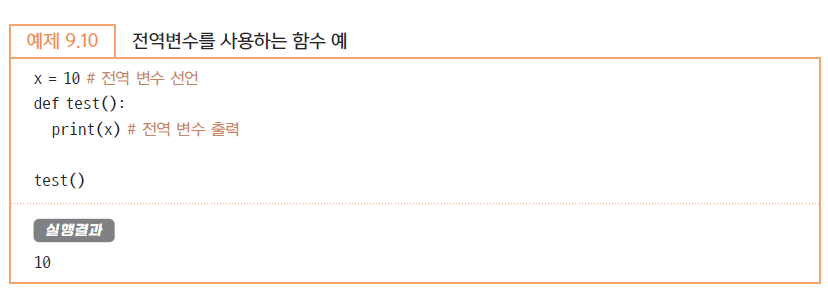 예제 9.10 전역변수를 사용하는 함수 예
x = 10 # 전역 변수 선언
def test():
  print(x) # 전역 변수 출력
test()
실행결과
10